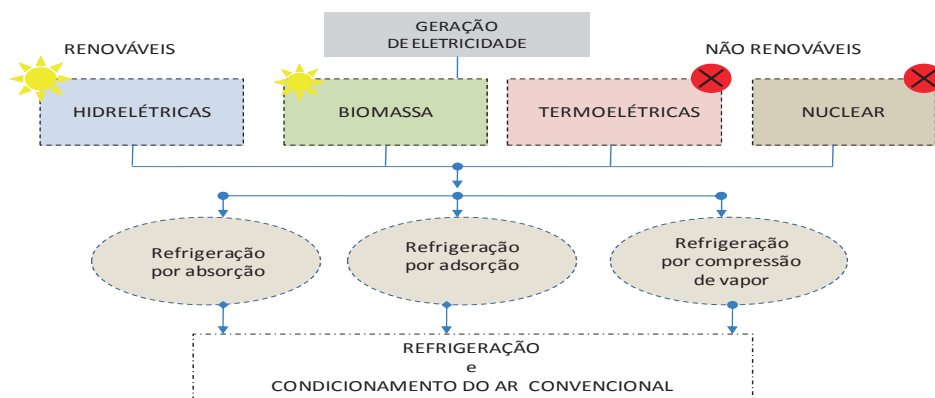 GERAÇÃO
DE ELETRICIDADE
RENOVÁVEIS
NÃO RENOVÁVEIS
HIDRELÉTRICAS
BIOMASSA
TERMOELÉTRICAS
NUCLEAR
Refrigeração
por absorção
Refrigeração
por adsorção
Refrigeração
por compressão
de vapor
REFRIGERAÇÃO
e
CONDICIONAMENTO DO AR CONVENCIONAL